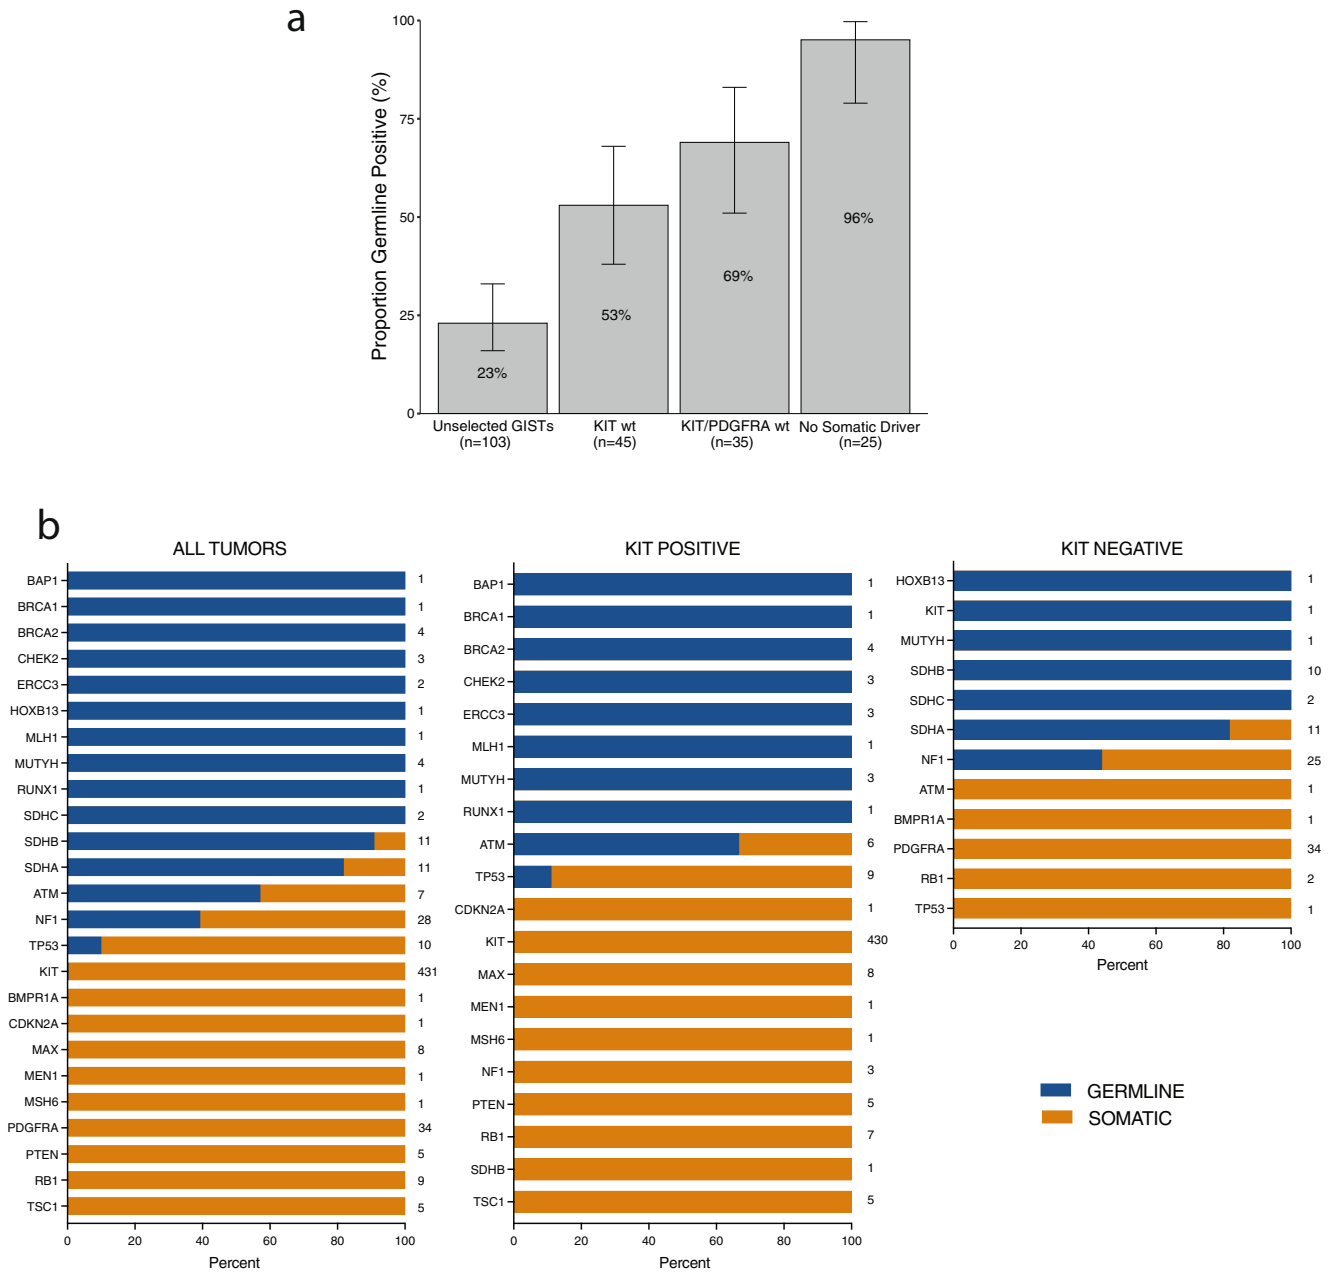 a
Proportion Germline Positive (%)
100
75
50
25
0
23%
53%
69%
96%
Unselected GISTs
(n=103)
KIT wt
(n=45)
KIT/PDGFRA wt
(n=35)
No Somatic Driver
(n=25)
b
ALL TUMORS
BAP1 1
BRCA1 1
BRCA2 4
CHEK2 3
ERCC3 2
HOXB13 1
MLH1 1
MUTYH 4
RUNX1 1
SDHC 2
SDHB 11
SDHA 11
ATM 7
NF1 28
TP53 10
KIT 431
BMPR1A 1
CDKN2A 1
MAX 8
MEN1 1
MSH6 1
PDGFRA 34
PTEN 5
RB1 9
TSC1 5
0 20 40 60 80 100
Percent
KIT POSITIVE
BAP1 1
BRCA1 1
BRCA2 4
CHEK2 3
ERCC3 3
MLH1 1
MUTYH 3
RUNX1 1
ATM 6
TP53 9
CDKN2A 1
KIT 430
MAX 8
MEN1 1
MSH6 1
NF1 3
PTEN 5
RB1 7
SDHB 1
TSC1 5
0 20 40 60 80 100
Percent
KIT NEGATIVE
HOXB13 1
KIT 1
MUTYH 1
SDHB 10
SDHC 2
SDHA 11
NF1 25
ATM 1
BMPR1A 1
PDGFRA 34
RB1 2
TP53 1
0 20 40 60 80 100
Percent
GERMLINE
SOMATIC